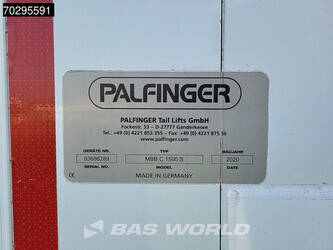 70295591
PALFINGER
PALFINGER Tail Lifts GmbH
Fockestr. 53 – D-27777 Ganderkesee
Tel.: +49 (0) 4221 853 355 – Fax.: +49 (0) 4221 875 36
www.palfinger.com
GERÄTE NR. TYP BAUJAHR
83686289 MBB C 1500 S 2020
SERIAL NO. MODEL DATE
CE MADE IN GERMANY
BAS WORLD